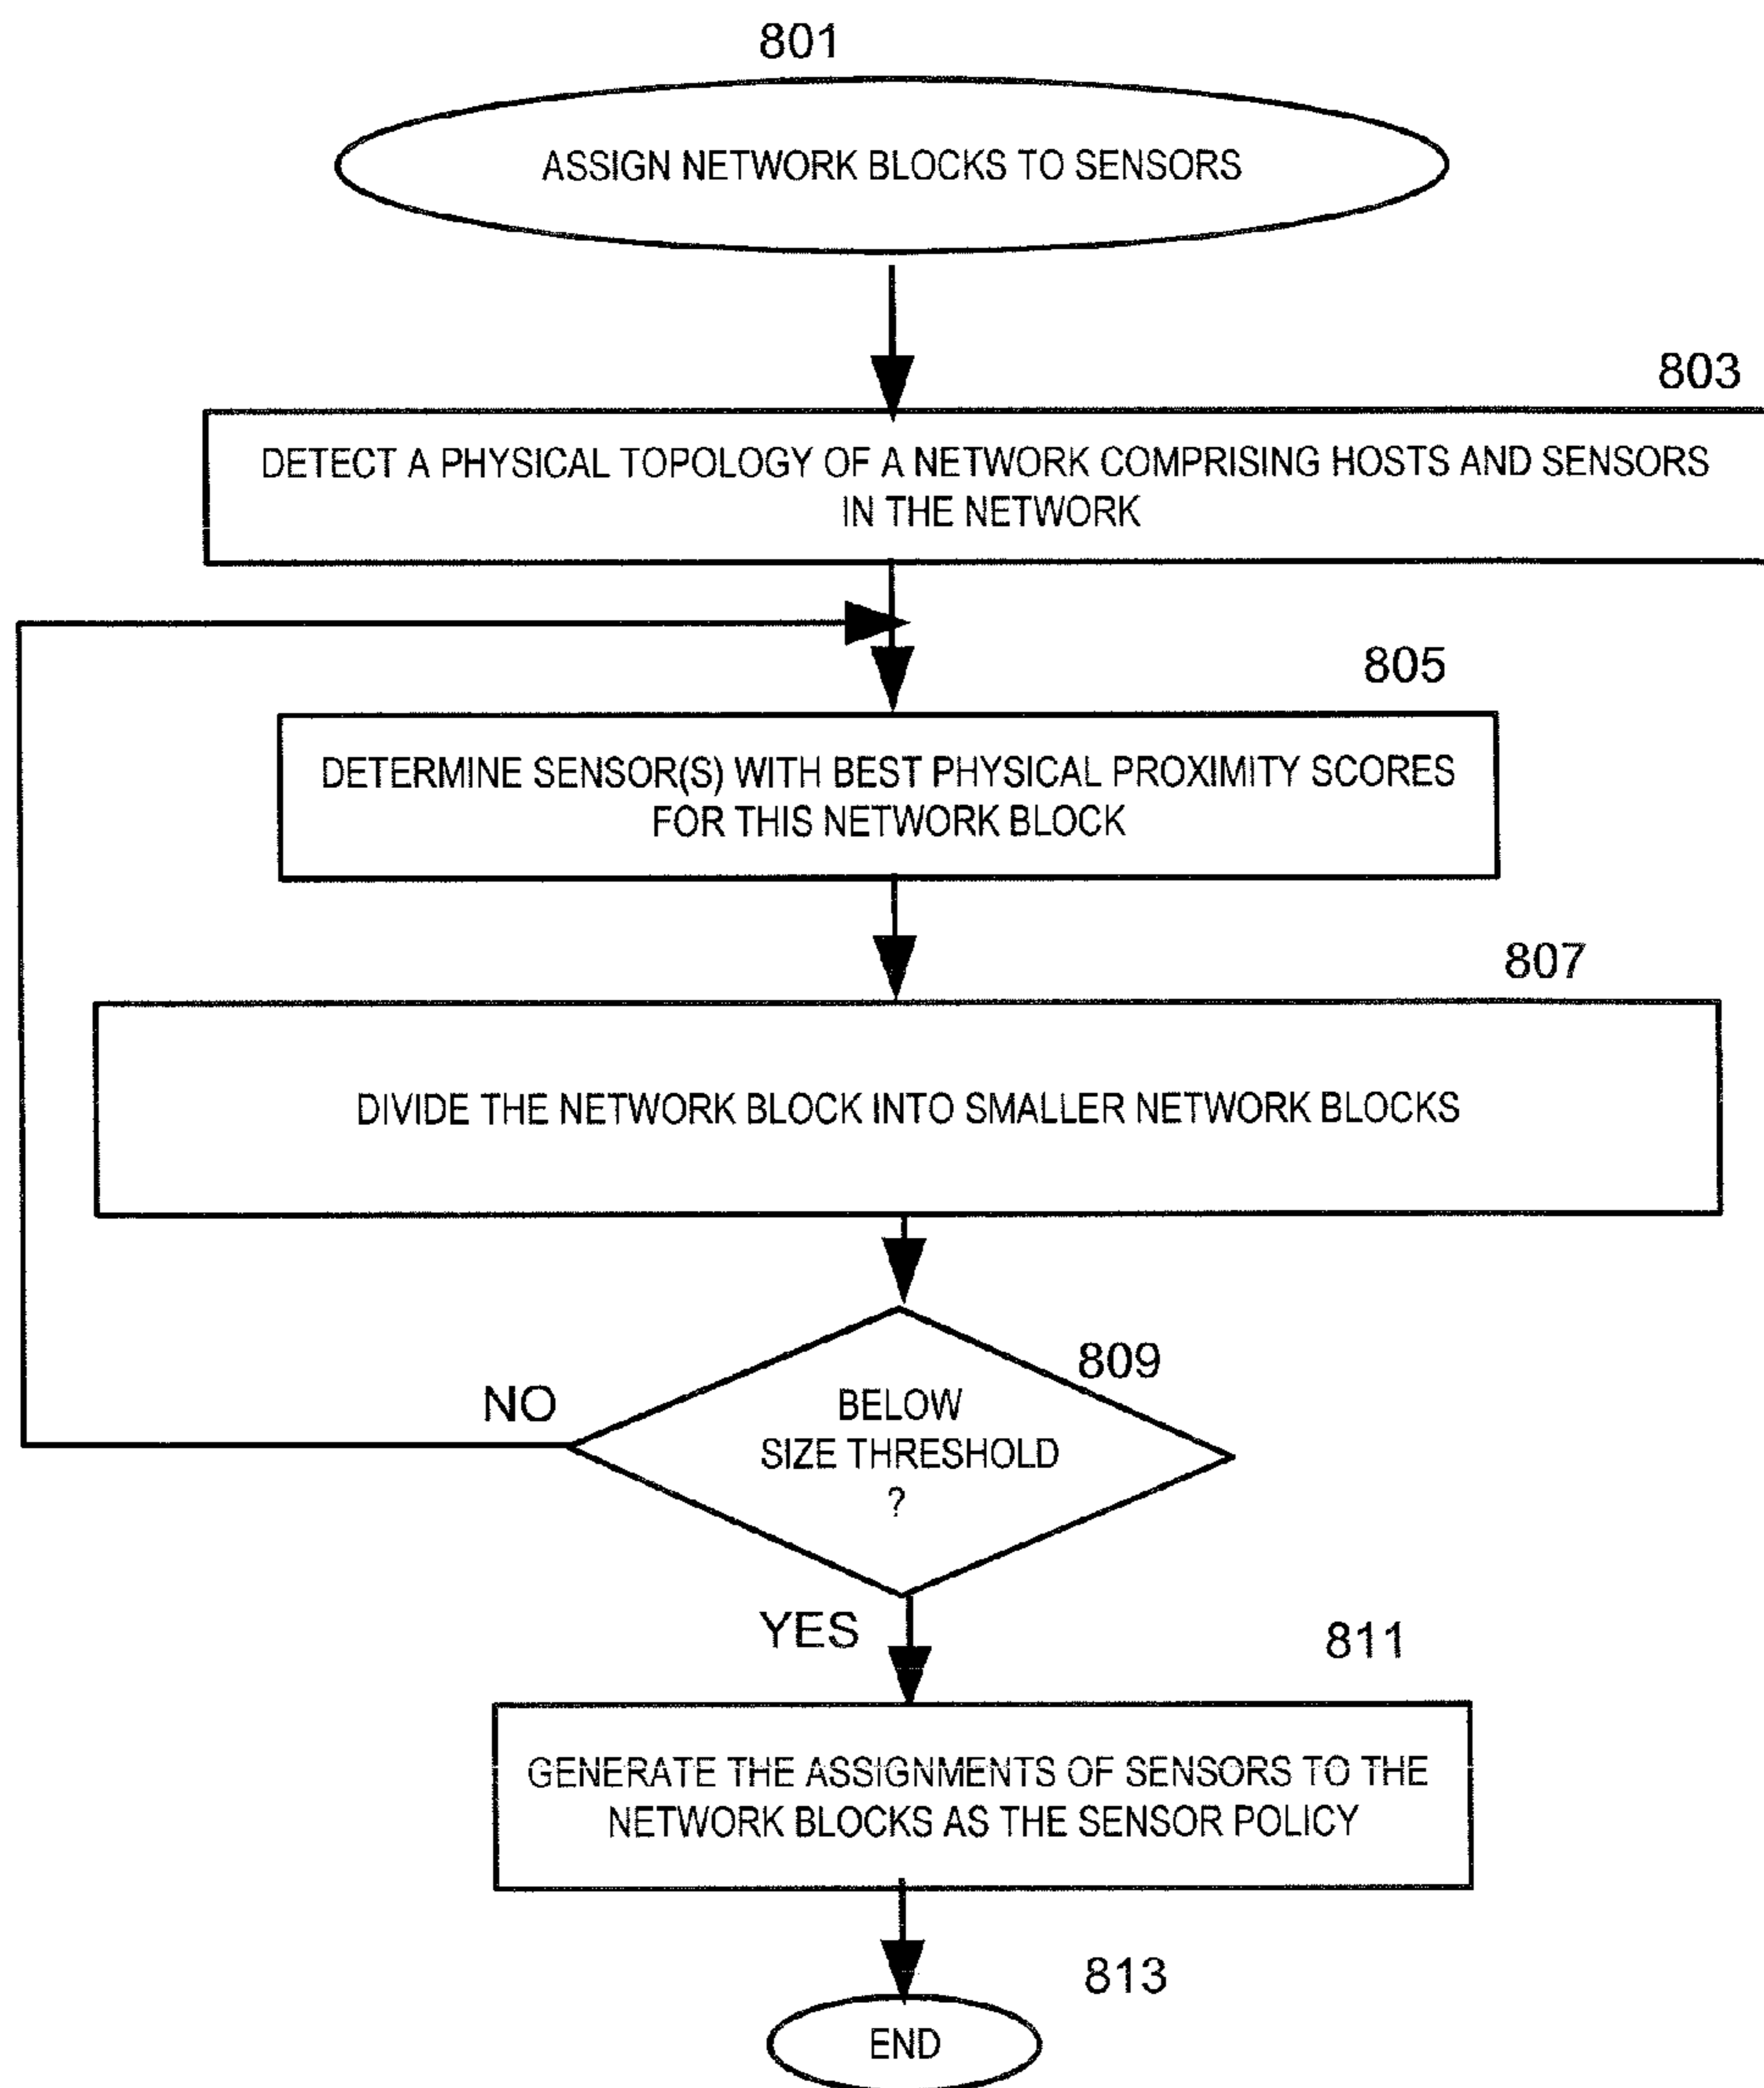 801
ASSIGN NETWORK BLOCKS TO SENSORS
803
DETECT A PHYSICAL TOPOLOGY OF A NETWORK COMPRISING HOSTS AND SENSORS
IN THE NETWORK
805
DETERMINE SENSOR(S) WITH BEST PHYSICAL PROXIMITY SCORES
FOR THIS NETWORK BLOCK
807
DIVIDE THE NETWORK BLOCK INTO SMALLER NETWORK BLOCKS
809
BELOW
SIZE THRESHOLD
?
NO
YES
811
GENERATE THE ASSIGNMENTS OF SENSORS TO THE
NETWORK BLOCKS AS THE SENSOR POLICY
813
END